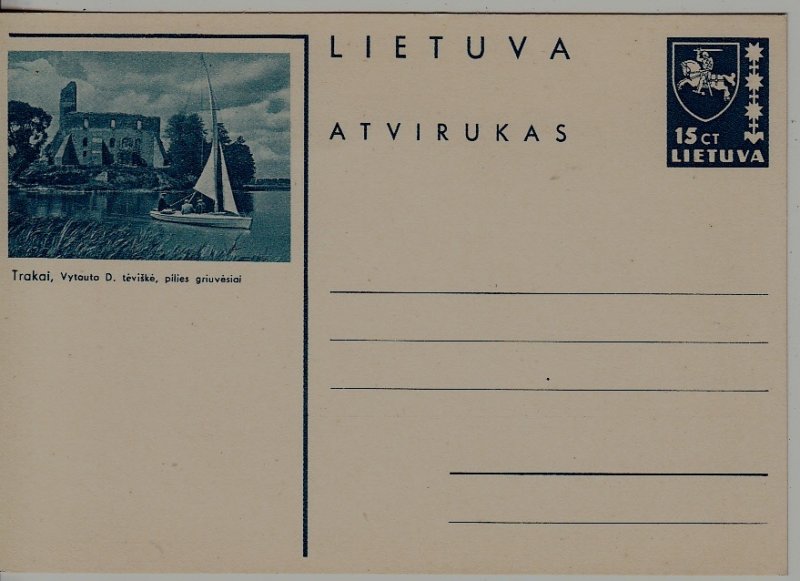 LIETUVA
ATVIRUKAS
15 CT
LIETUVA
Trakai, Vytauto D. tėviškė, pilies griuvėsiai